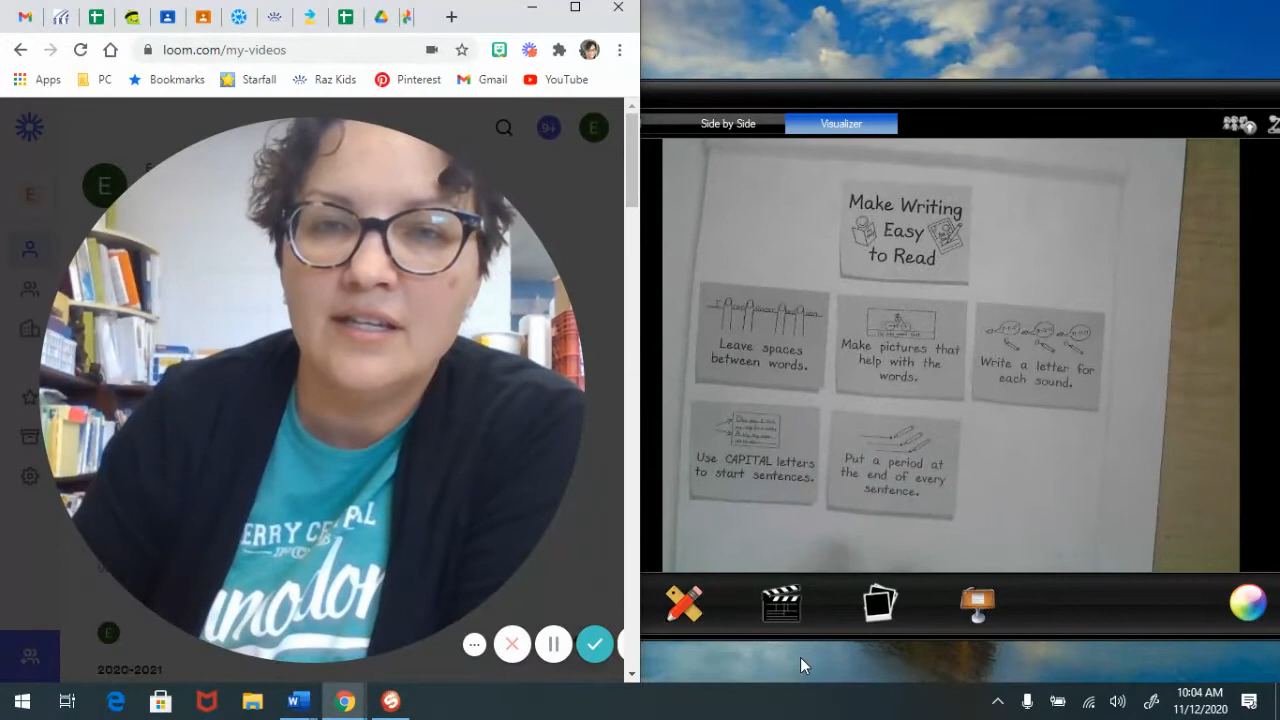 loom.com/my-videos
Apps
PC
Bookmarks
Starfall
Raz Kids
Pinterest
Gmail
YouTube
9+
E
E
E
E
2020-2021
Side by Side
Visualizer
Make Writing
Easy
to Read
Leave spaces
between words.
Make pictures that
help with the
words.
Write a letter for
each sound.
Use CAPITAL letters
to start sentences.
Put a period at
the end of every
sentence.
10:04 AM
11/12/2020